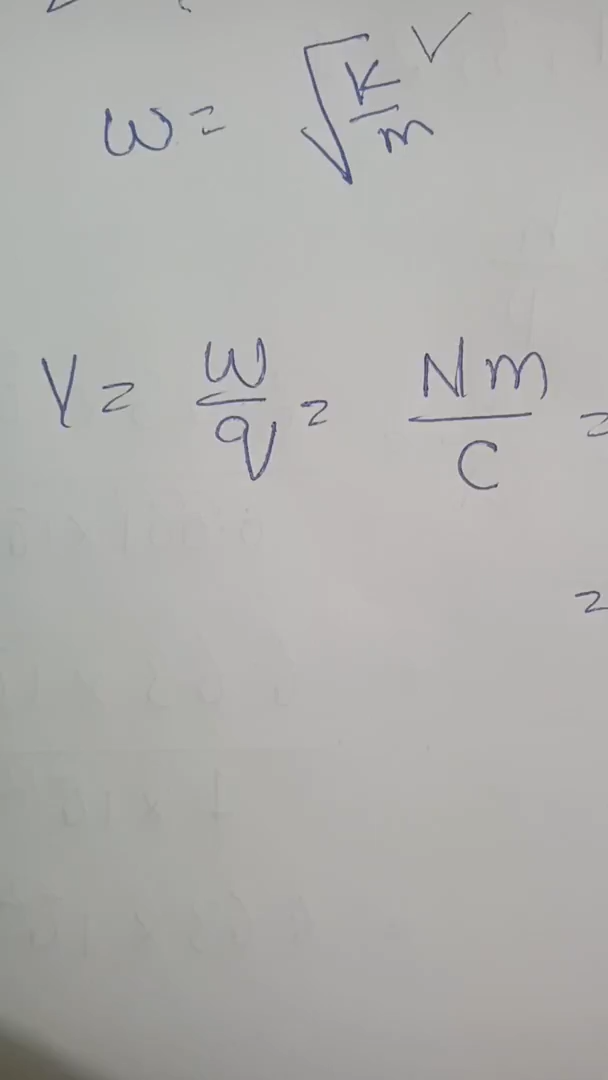 ω = √K/m ✓
V = W/q = Nm/C =
=